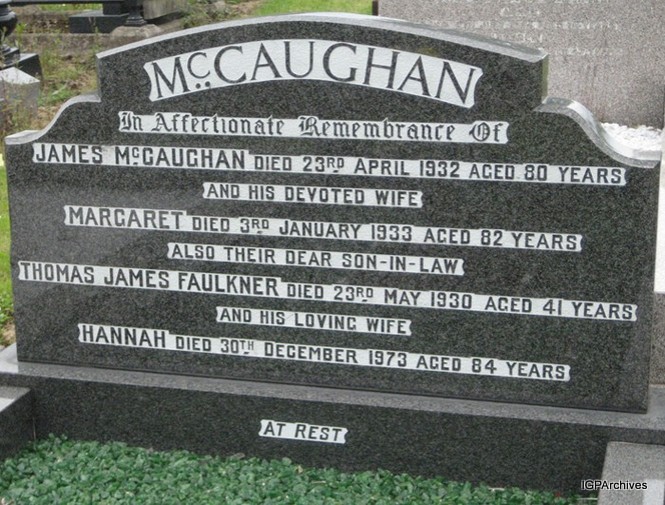 McCAUGHAN
In Affectionate Remembrance Of
JAMES McCAUGHAN DIED 23RD APRIL 1932 AGED 80 YEARS
AND HIS DEVOTED WIFE
MARGARET DIED 3RD JANUARY 1933 AGED 82 YEARS
ALSO THEIR DEAR SON-IN-LAW
THOMAS JAMES FAULKNER DIED 23RD MAY 1930 AGED 41 YEARS
AND HIS LOVING WIFE
HANNAH DIED 30TH DECEMBER 1973 AGED 84 YEARS
AT REST
IGPArchives